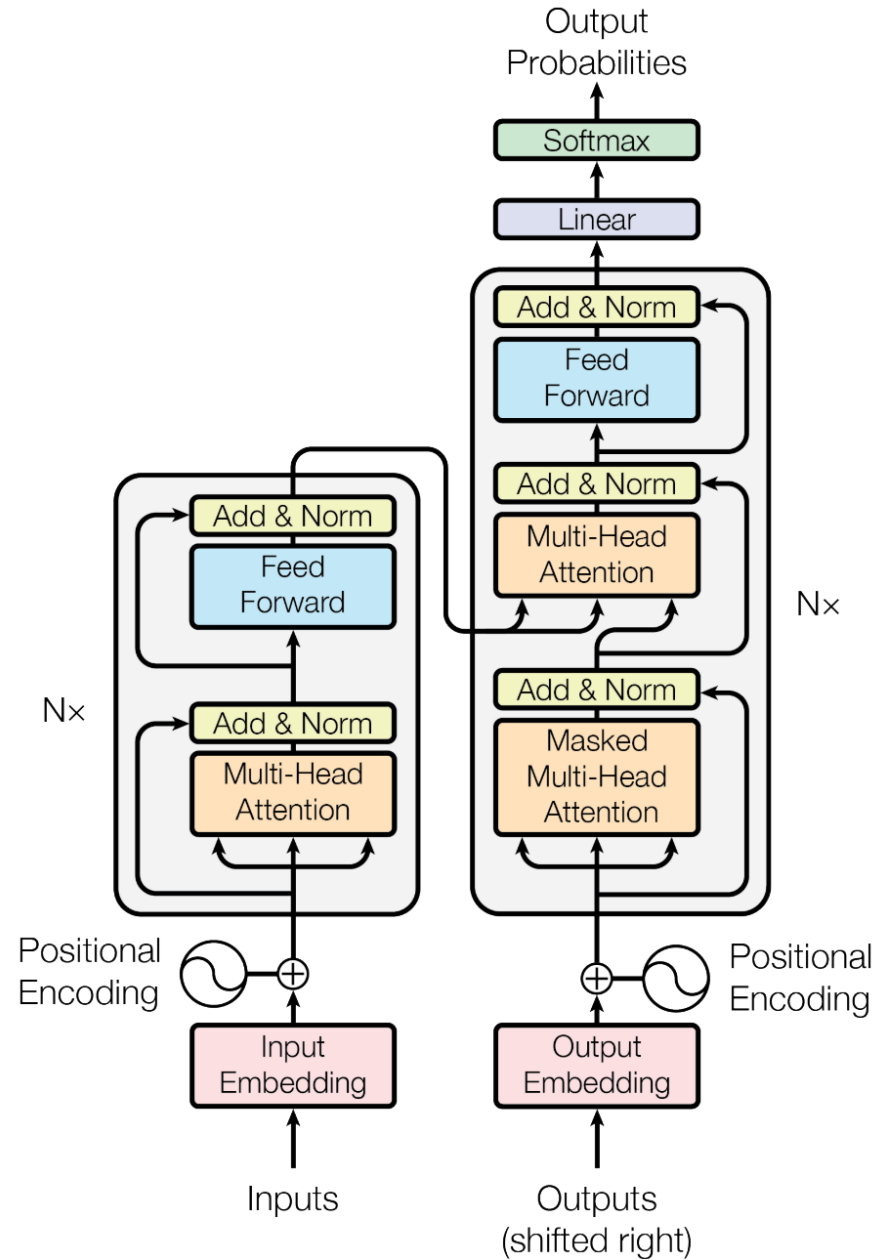 Output
Probabilities
Softmax
Linear
Add & Norm
Feed
Forward
Add & Norm
Multi-Head
Attention
Nx
Add & Norm
Masked
Multi-Head
Attention
Add & Norm
Feed
Forward
Nx
Add & Norm
Multi-Head
Attention
Positional
Encoding
Positional
Encoding
Input
Embedding
Output
Embedding
Inputs
Outputs
(shifted right)